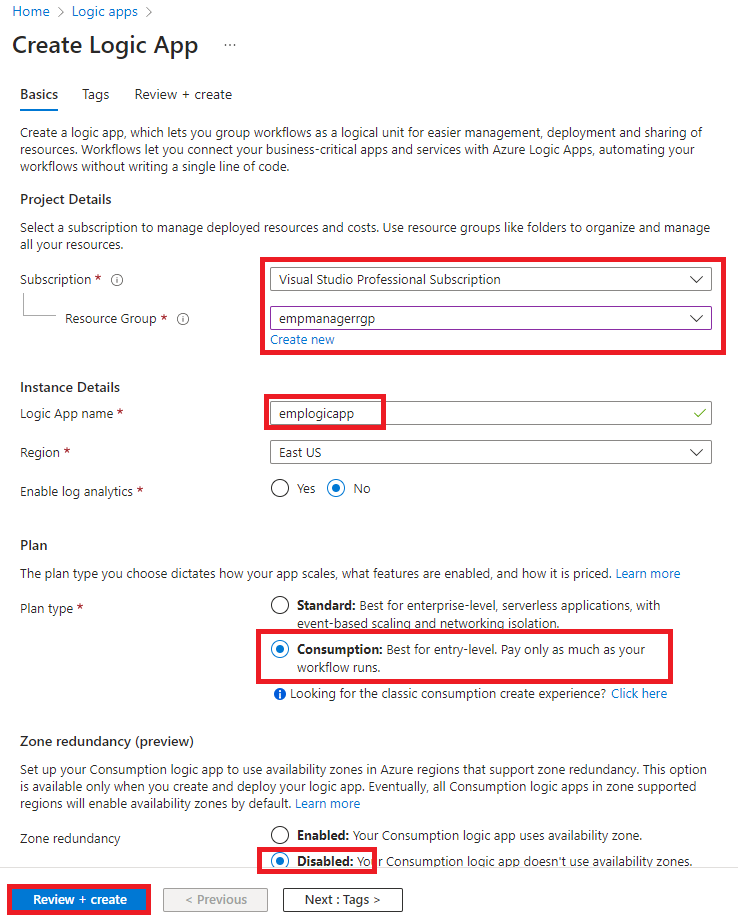 Home > Logic apps >
Create Logic App ...
Basics Tags Review + create
Create a logic app, which lets you group workflows as a logical unit for easier management, deployment and sharing of
resources. Workflows let you connect your business-critical apps and services with Azure Logic Apps, automating your
workflows without writing a single line of code.
Project Details
Select a subscription to manage deployed resources and costs. Use resource groups like folders to organize and manage
all your resources.
Subscription * Visual Studio Professional Subscription
Resource Group * empmanagerrgp
Create new
Instance Details
Logic App name * emplogicapp
Region * East US
Enable log analytics * Yes No
Plan
The plan type you choose dictates how your app scales, what features are enabled, and how it is priced. Learn more
Plan type * Standard: Best for enterprise-level, serverless applications, with
event-based scaling and networking isolation.
Consumption: Best for entry-level. Pay only as much as your
workflow runs.
Looking for the classic consumption create experience? Click here
Zone redundancy (preview)
Set up your Consumption logic app to use availability zones in Azure regions that support zone redundancy. This option
is available only when you create and deploy your logic app. Eventually, all Consumption logic apps in zone supported
regions will enable availability zones by default. Learn more
Zone redundancy Enabled: Your Consumption logic app uses availability zone.
Disabled: Your Consumption logic app doesn't use availability zones.
Review + create < Previous Next : Tags >